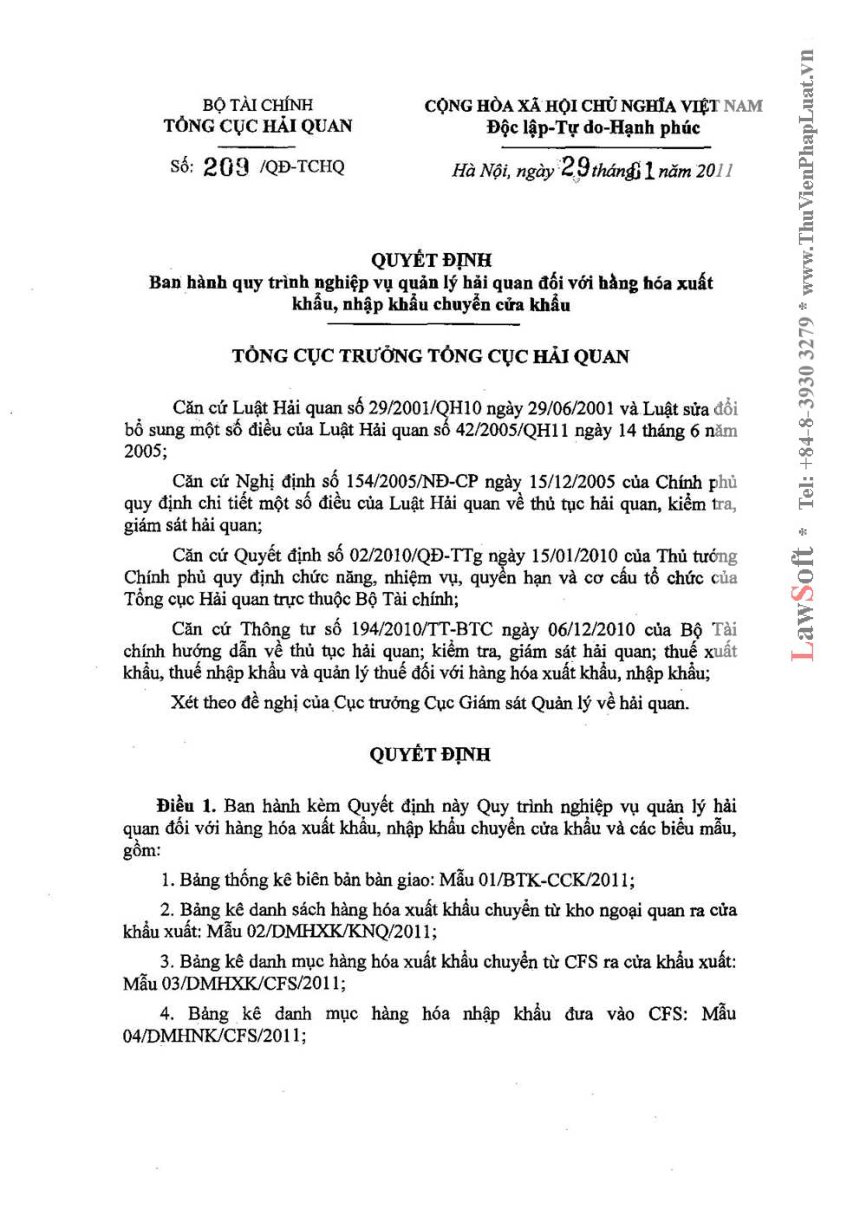 BỘ TÀI CHÍNH
TỔNG CỤC HẢI QUAN
Số: 209 /QĐ-TCHQ
CỘNG HÒA XÃ HỘI CHỦ NGHĨA VIỆT NAM
Độc lập-Tự do-Hạnh phúc
Hà Nội, ngày 29 tháng 1 năm 2011
QUYẾT ĐỊNH
Ban hành quy trình nghiệp vụ quản lý hải quan đối với hàng hóa xuất
khẩu, nhập khẩu chuyển cửa khẩu
TỔNG CỤC TRƯỞNG TỔNG CỤC HẢI QUAN
Căn cứ Luật Hải quan số 29/2001/QH10 ngày 29/06/2001 và Luật sửa đổi
bổ sung một số điều của Luật Hải quan số 42/2005/QH11 ngày 14 tháng 6 năm
2005;
Căn cứ Nghị định số 154/2005/NĐ-CP ngày 15/12/2005 của Chính phủ
quy định chi tiết một số điều của Luật Hải quan về thủ tục hải quan, kiểm tra,
giám sát hải quan;
Căn cứ Quyết định số 02/2010/QĐ-TTg ngày 15/01/2010 của Thủ tướng
Chính phủ quy định chức năng, nhiệm vụ, quyền hạn và cơ cấu tổ chức của
Tổng cục Hải quan trực thuộc Bộ Tài chính;
Căn cứ Thông tư số 194/2010/TT-BTC ngày 06/12/2010 của Bộ Tài
chính hướng dẫn về thủ tục hải quan; kiểm tra, giám sát hải quan; thuế xuất
khẩu, thuế nhập khẩu và quản lý thuế đối với hàng hóa xuất khẩu, nhập khẩu;
Xét theo đề nghị của Cục trưởng Cục Giám sát Quản lý về hải quan.
QUYẾT ĐỊNH
Điều 1. Ban hành kèm Quyết định này Quy trình nghiệp vụ quản lý hải
quan đối với hàng hóa xuất khẩu, nhập khẩu chuyển cửa khẩu và các biểu mẫu,
gồm:
1. Bảng thống kê biên bản bàn giao: Mẫu 01/BTK-CCK/2011;
2. Bảng kê danh sách hàng hóa xuất khẩu chuyển từ kho ngoại quan ra cửa
khẩu xuất: Mẫu 02/DMHXK/KNQ/2011;
3. Bảng kê danh mục hàng hóa xuất khẩu chuyển từ CFS ra cửa khẩu xuất:
Mẫu 03/DMHXK/CFS/2011;
4. Bảng kê danh mục hàng hóa nhập khẩu đưa vào CFS: Mẫu
04/DMHNK/CFS/2011;
LawSoft * Tel: +84-8-3930 3279 * www.ThuVienPhapLuat.vn